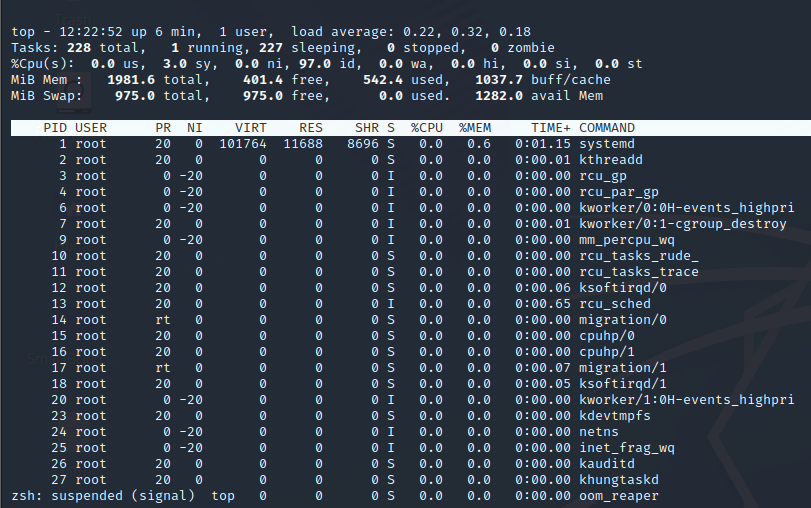 top - 12:22:52 up 6 min,  1 user,  load average: 0.22, 0.32, 0.18
Tasks: 228 total,   1 running, 227 sleeping,   0 stopped,   0 zombie
%Cpu(s):  0.0 us,  3.0 sy,  0.0 ni, 97.0 id,  0.0 wa,  0.0 hi,  0.0 si,  0.0 st
MiB Mem :   1981.6 total,    401.4 free,    542.4 used,   1037.7 buff/cache
MiB Swap:    975.0 total,    975.0 free,      0.0 used.   1282.0 avail Mem
PID USER      PR  NI    VIRT    RES    SHR S  %CPU  %MEM     TIME+ COMMAND
1 root      20   0  101764  11688   8696 S   0.0   0.6   0:01.15 systemd
2 root      20   0       0      0      0 S   0.0   0.0   0:00.01 kthreadd
3 root       0 -20       0      0      0 I   0.0   0.0   0:00.00 rcu_gp
4 root       0 -20       0      0      0 I   0.0   0.0   0:00.00 rcu_par_gp
6 root       0 -20       0      0      0 I   0.0   0.0   0:00.00 kworker/0:0H-events_highpri
7 root      20   0       0      0      0 I   0.0   0.0   0:00.01 kworker/0:1-cgroup_destroy
9 root       0 -20       0      0      0 I   0.0   0.0   0:00.00 mm_percpu_wq
10 root      20   0       0      0      0 S   0.0   0.0   0:00.00 rcu_tasks_rude_
11 root      20   0       0      0      0 S   0.0   0.0   0:00.00 rcu_tasks_trace
12 root      20   0       0      0      0 S   0.0   0.0   0:00.06 ksoftirqd/0
13 root      20   0       0      0      0 I   0.0   0.0   0:00.65 rcu_sched
14 root      rt   0       0      0      0 S   0.0   0.0   0:00.00 migration/0
15 root      20   0       0      0      0 S   0.0   0.0   0:00.00 cpuhp/0
16 root      20   0       0      0      0 S   0.0   0.0   0:00.00 cpuhp/1
17 root      rt   0       0      0      0 S   0.0   0.0   0:00.07 migration/1
18 root      20   0       0      0      0 S   0.0   0.0   0:00.05 ksoftirqd/1
20 root       0 -20       0      0      0 I   0.0   0.0   0:00.00 kworker/1:0H-events_highpri
23 root      20   0       0      0      0 S   0.0   0.0   0:00.00 kdevtmpfs
24 root       0 -20       0      0      0 I   0.0   0.0   0:00.00 netns
25 root       0 -20       0      0      0 I   0.0   0.0   0:00.00 inet_frag_wq
26 root      20   0       0      0      0 S   0.0   0.0   0:00.00 kauditd
27 root      20   0       0      0      0 S   0.0   0.0   0:00.00 khungtaskd
zsh: suspended (signal)  top   0      0      0 S   0.0   0.0   0:00.00 oom_reaper